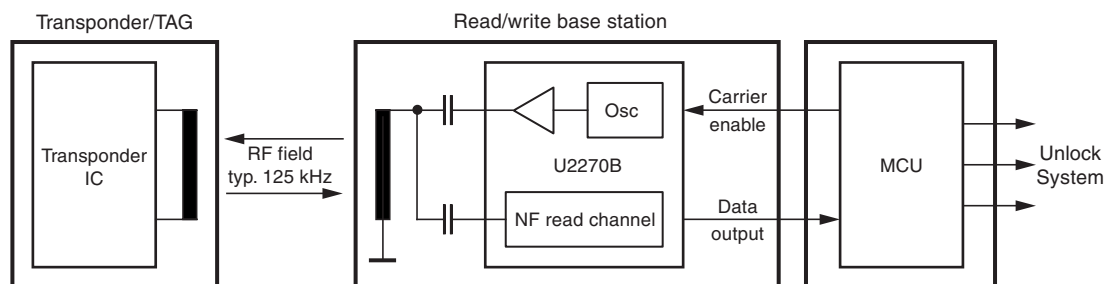 Transponder/TAG
Read/write base station
Transponder
IC
RF field
typ. 125 kHz
Osc
U2270B
NF read channel
Carrier
enable
Data
output
MCU
Unlock
System